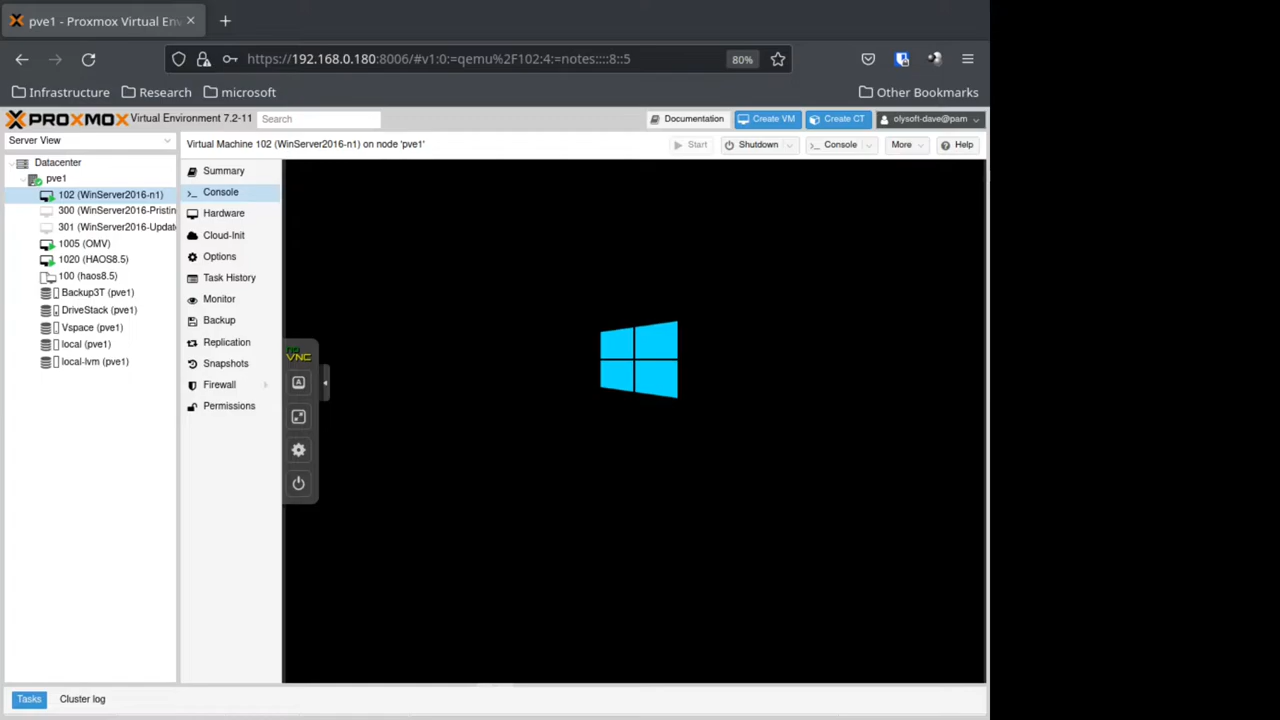 pve1 - Proxmox Virtual Env
https://192.168.0.180:8006/#v1:0:=qemu%2F102:4:=notes::::8::5
80%
Infrastructure
Research
microsoft
Other Bookmarks
PROXMOX Virtual Environment 7.2-11
Search
Documentation
Create VM
Create CT
olysoft-dave@pam
Server View
Virtual Machine 102 (WinServer2016-n1) on node 'pve1'
Start
Shutdown
Console
More
Help
Datacenter
pve1
102 (WinServer2016-n1)
300 (WinServer2016-Pristin
301 (WinServer2016-Update
1005 (OMV)
1020 (HAOS8.5)
100 (haos8.5)
Backup3T (pve1)
DriveStack (pve1)
Vspace (pve1)
local (pve1)
local-lvm (pve1)
Summary
Console
Hardware
Cloud-Init
Options
Task History
Monitor
Backup
Replication
Snapshots
Firewall
Permissions
no
VNC
A
Tasks
Cluster log